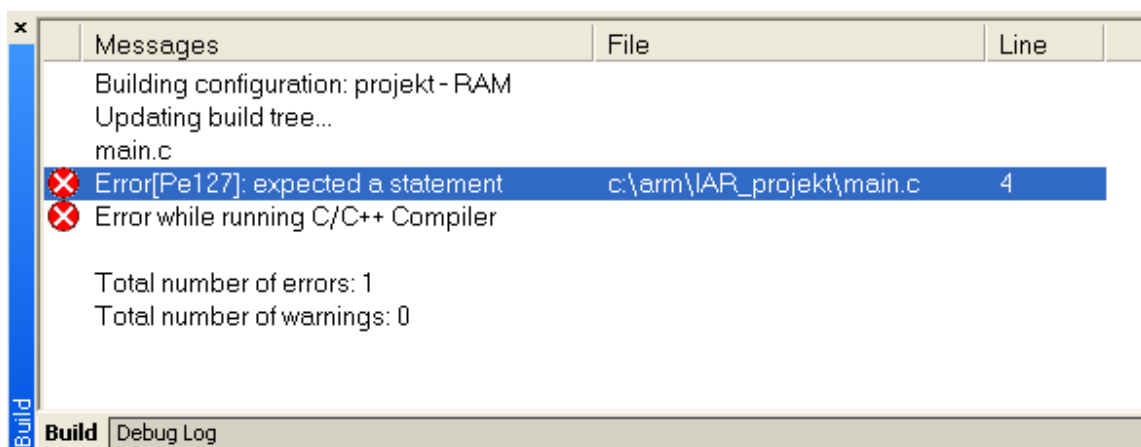 Messages File Line
Building configuration: projekt - RAM
Updating build tree...
main.c
Error[Pe127]: expected a statement c:\arm\IAR_projekt\main.c 4
Error while running C/C++ Compiler
Total number of errors: 1
Total number of warnings: 0
Build
Build Debug Log